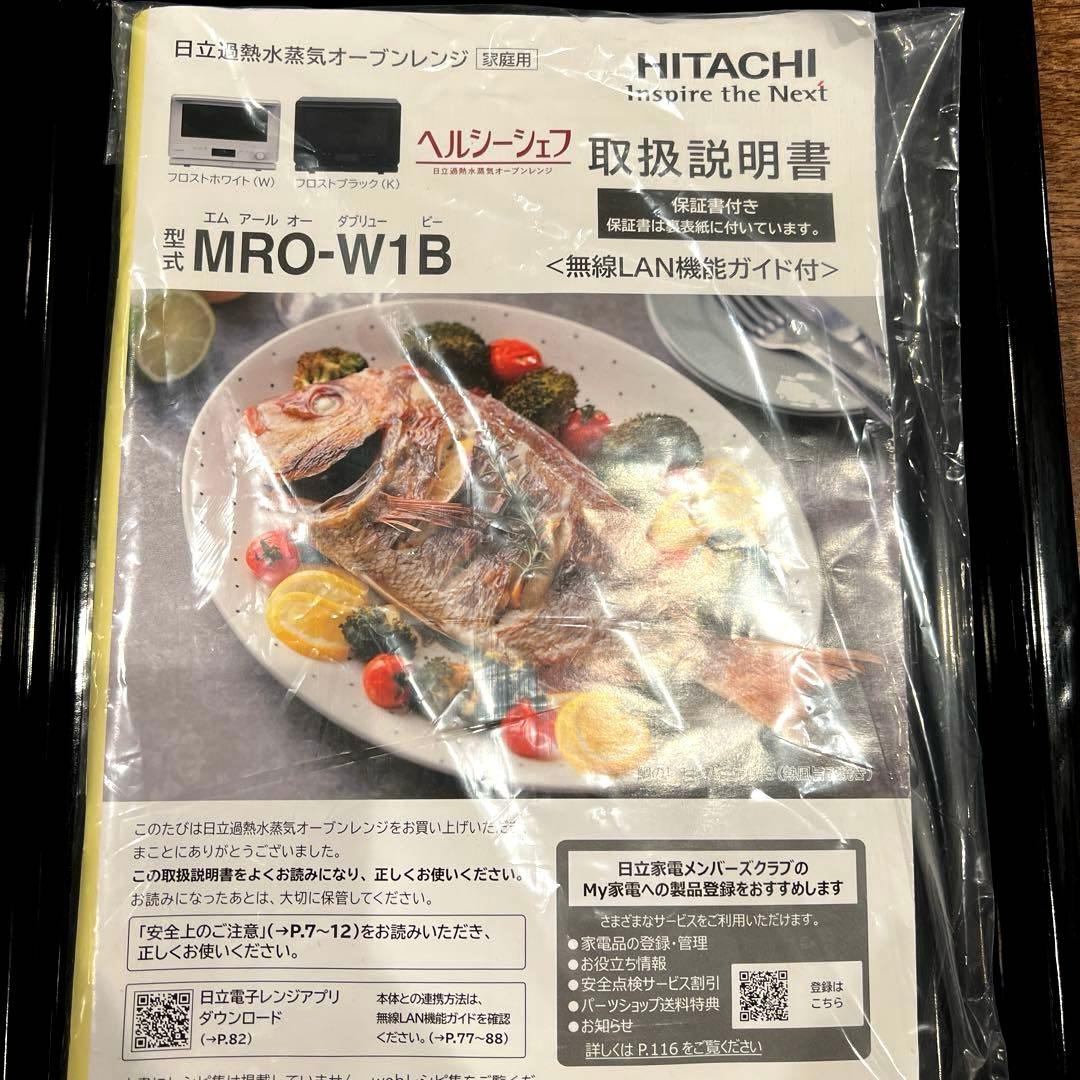 日立過熱水蒸気オーブンレンジ 家庭用
HITACHI
Inspire the Next
フロストホワイト(W)
フロストブラック(K)
ヘルシーシェフ
日立過熱水蒸気オーブンレンジ
取扱説明書
保証書付き
保証書は裏表紙に付いています。
エム アール オー ダブリュー ビー
型式 MRO-W1B
<無線LAN機能ガイド付>
このたびは日立過熱水蒸気オーブンレンジをお買い上げいただき
まことにありがとうございました。
この取扱説明書をよくお読みになり、正しくお使いください。
お読みになったあとは、大切に保管してください。
「安全上のご注意」(→P.7~12)をお読みいただき、
正しくお使いください。
日立電子レンジアプリ
ダウンロード
(→P.82)
本体との連携方法は、
無線LAN機能ガイドを確認
ください。(→P.77~88)
日立家電メンバーズクラブの
My家電への製品登録をおすすめします
さまざまなサービスをご利用いただけます。
●家電品の登録・管理
●お役立ち情報
●安全点検サービス割引
●パーツショップ送料特典
●お知らせ
登録は
こちら
詳しくは P.116 をご覧ください